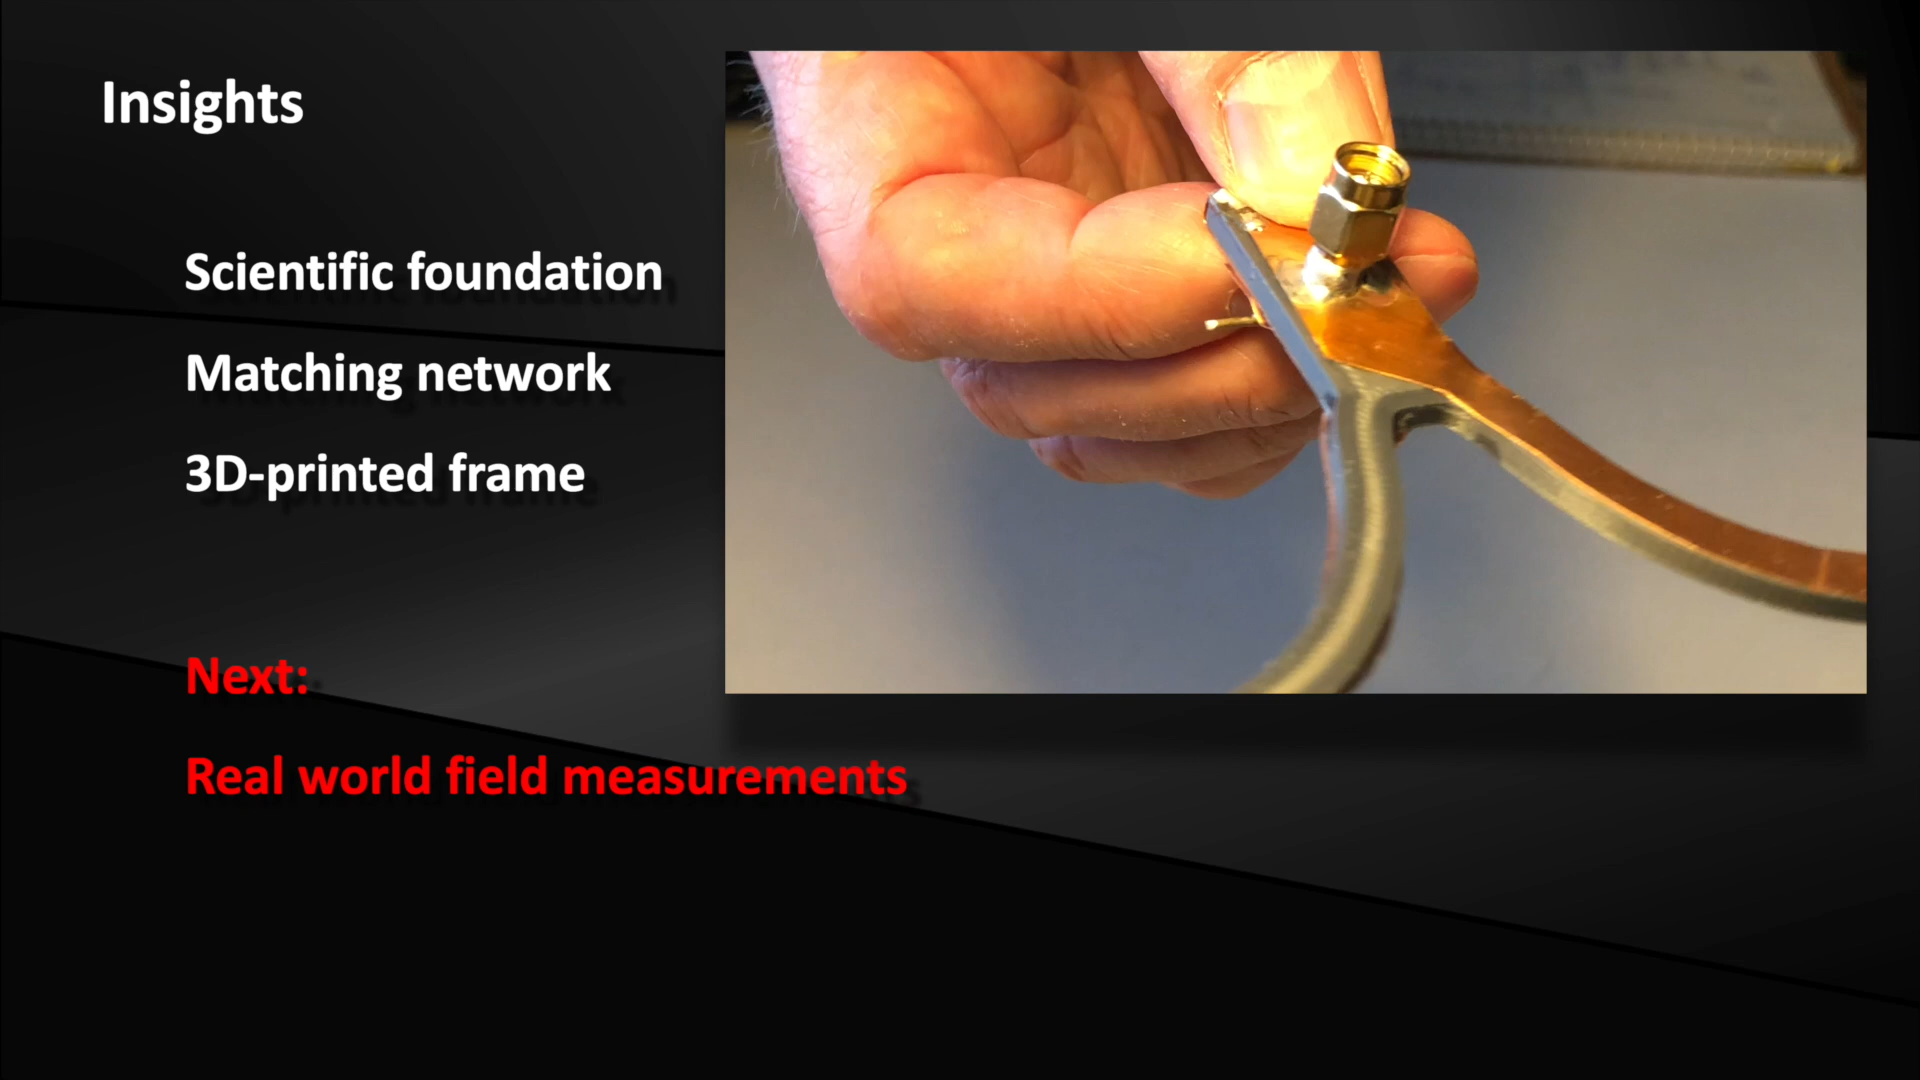 Insights
Scientific foundation
Matching network
3D-printed frame
Next:
Real world field measurements